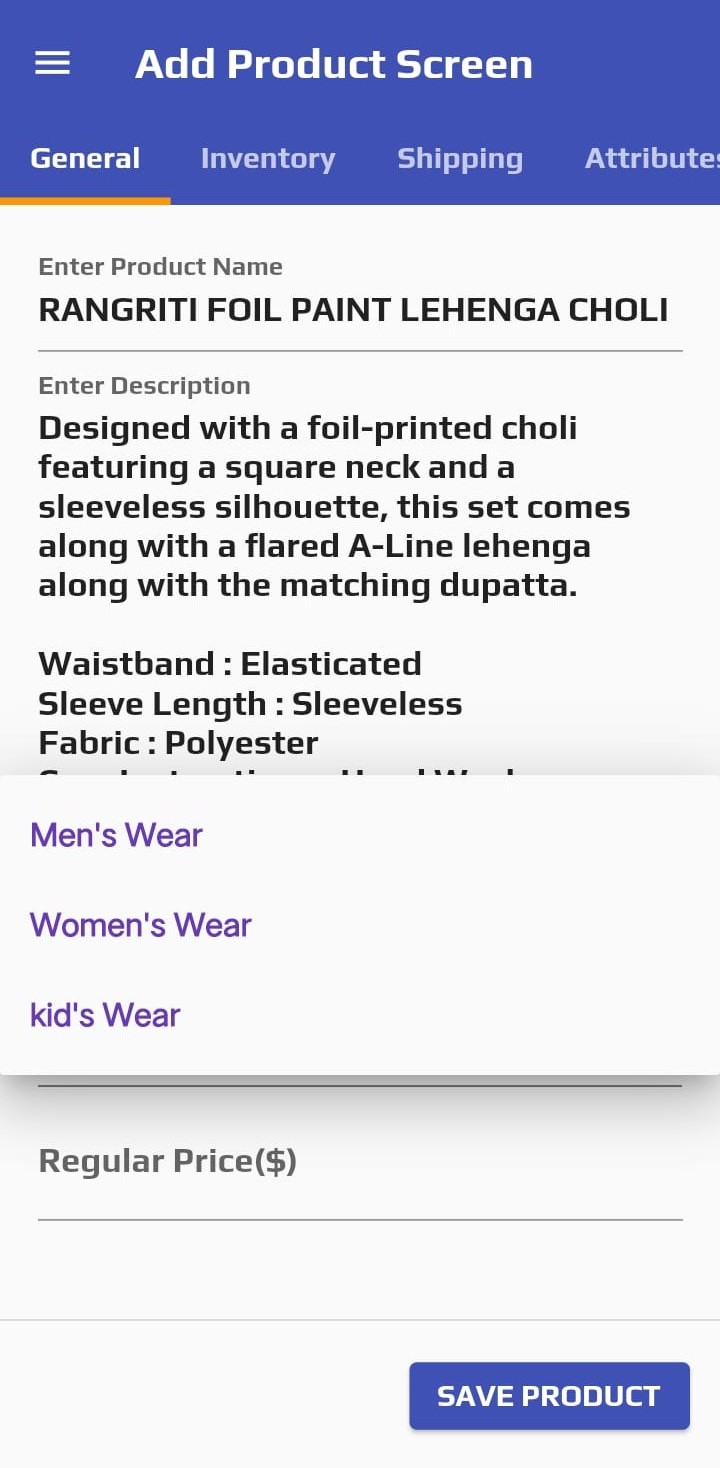 Add Product Screen
General Inventory Shipping Attributes
Enter Product Name
RANGRITI FOIL PAINT LEHENGA CHOLI
Enter Description
Designed with a foil-printed choli
featuring a square neck and a
sleeveless silhouette, this set comes
along with a flared A-Line lehenga
along with the matching dupatta.
Waistband : Elasticated
Sleeve Length : Sleeveless
Fabric : Polyester
Men's Wear
Women's Wear
kid's Wear
Regular Price($)
SAVE PRODUCT